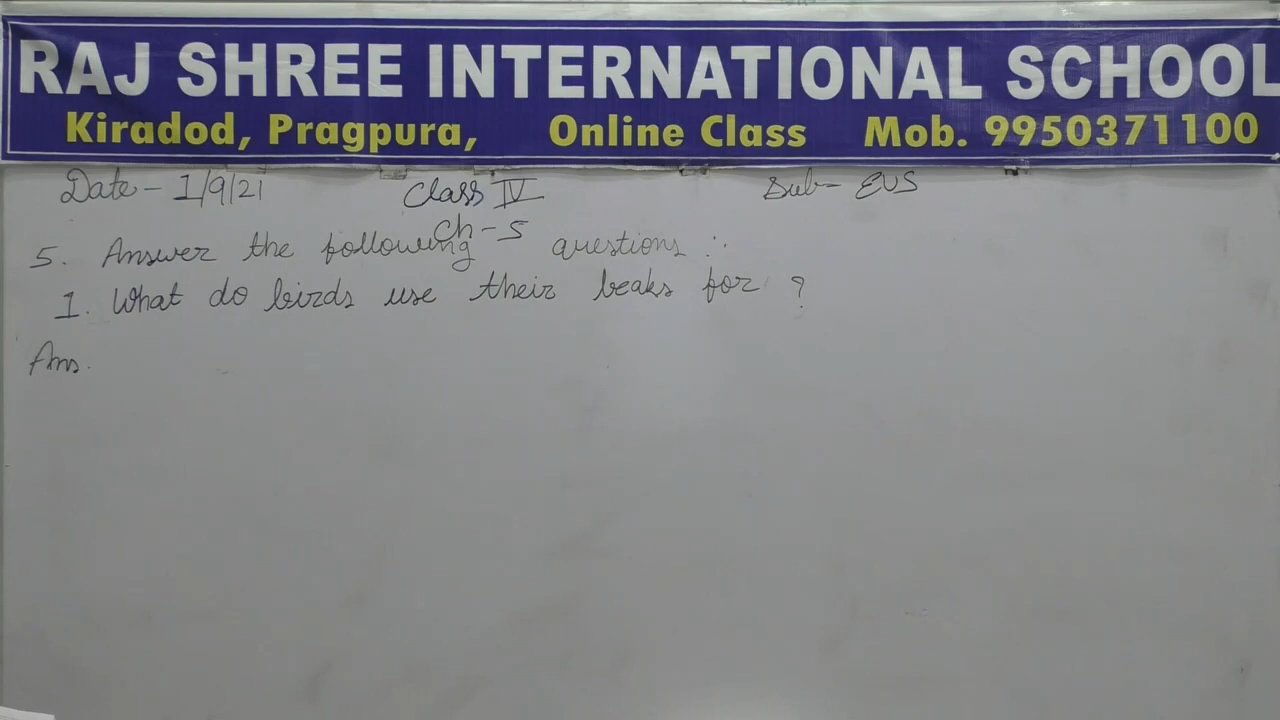 RAJ SHREE INTERNATIONAL SCHOOL
Kiradod, Pragpura, Online Class Mob. 9950371100
Date - 1/9/21 Class IV Sub- EVS
Ch - 5
5. Answer the following questions :.
1. What do birds use their beaks for ?
Ans.